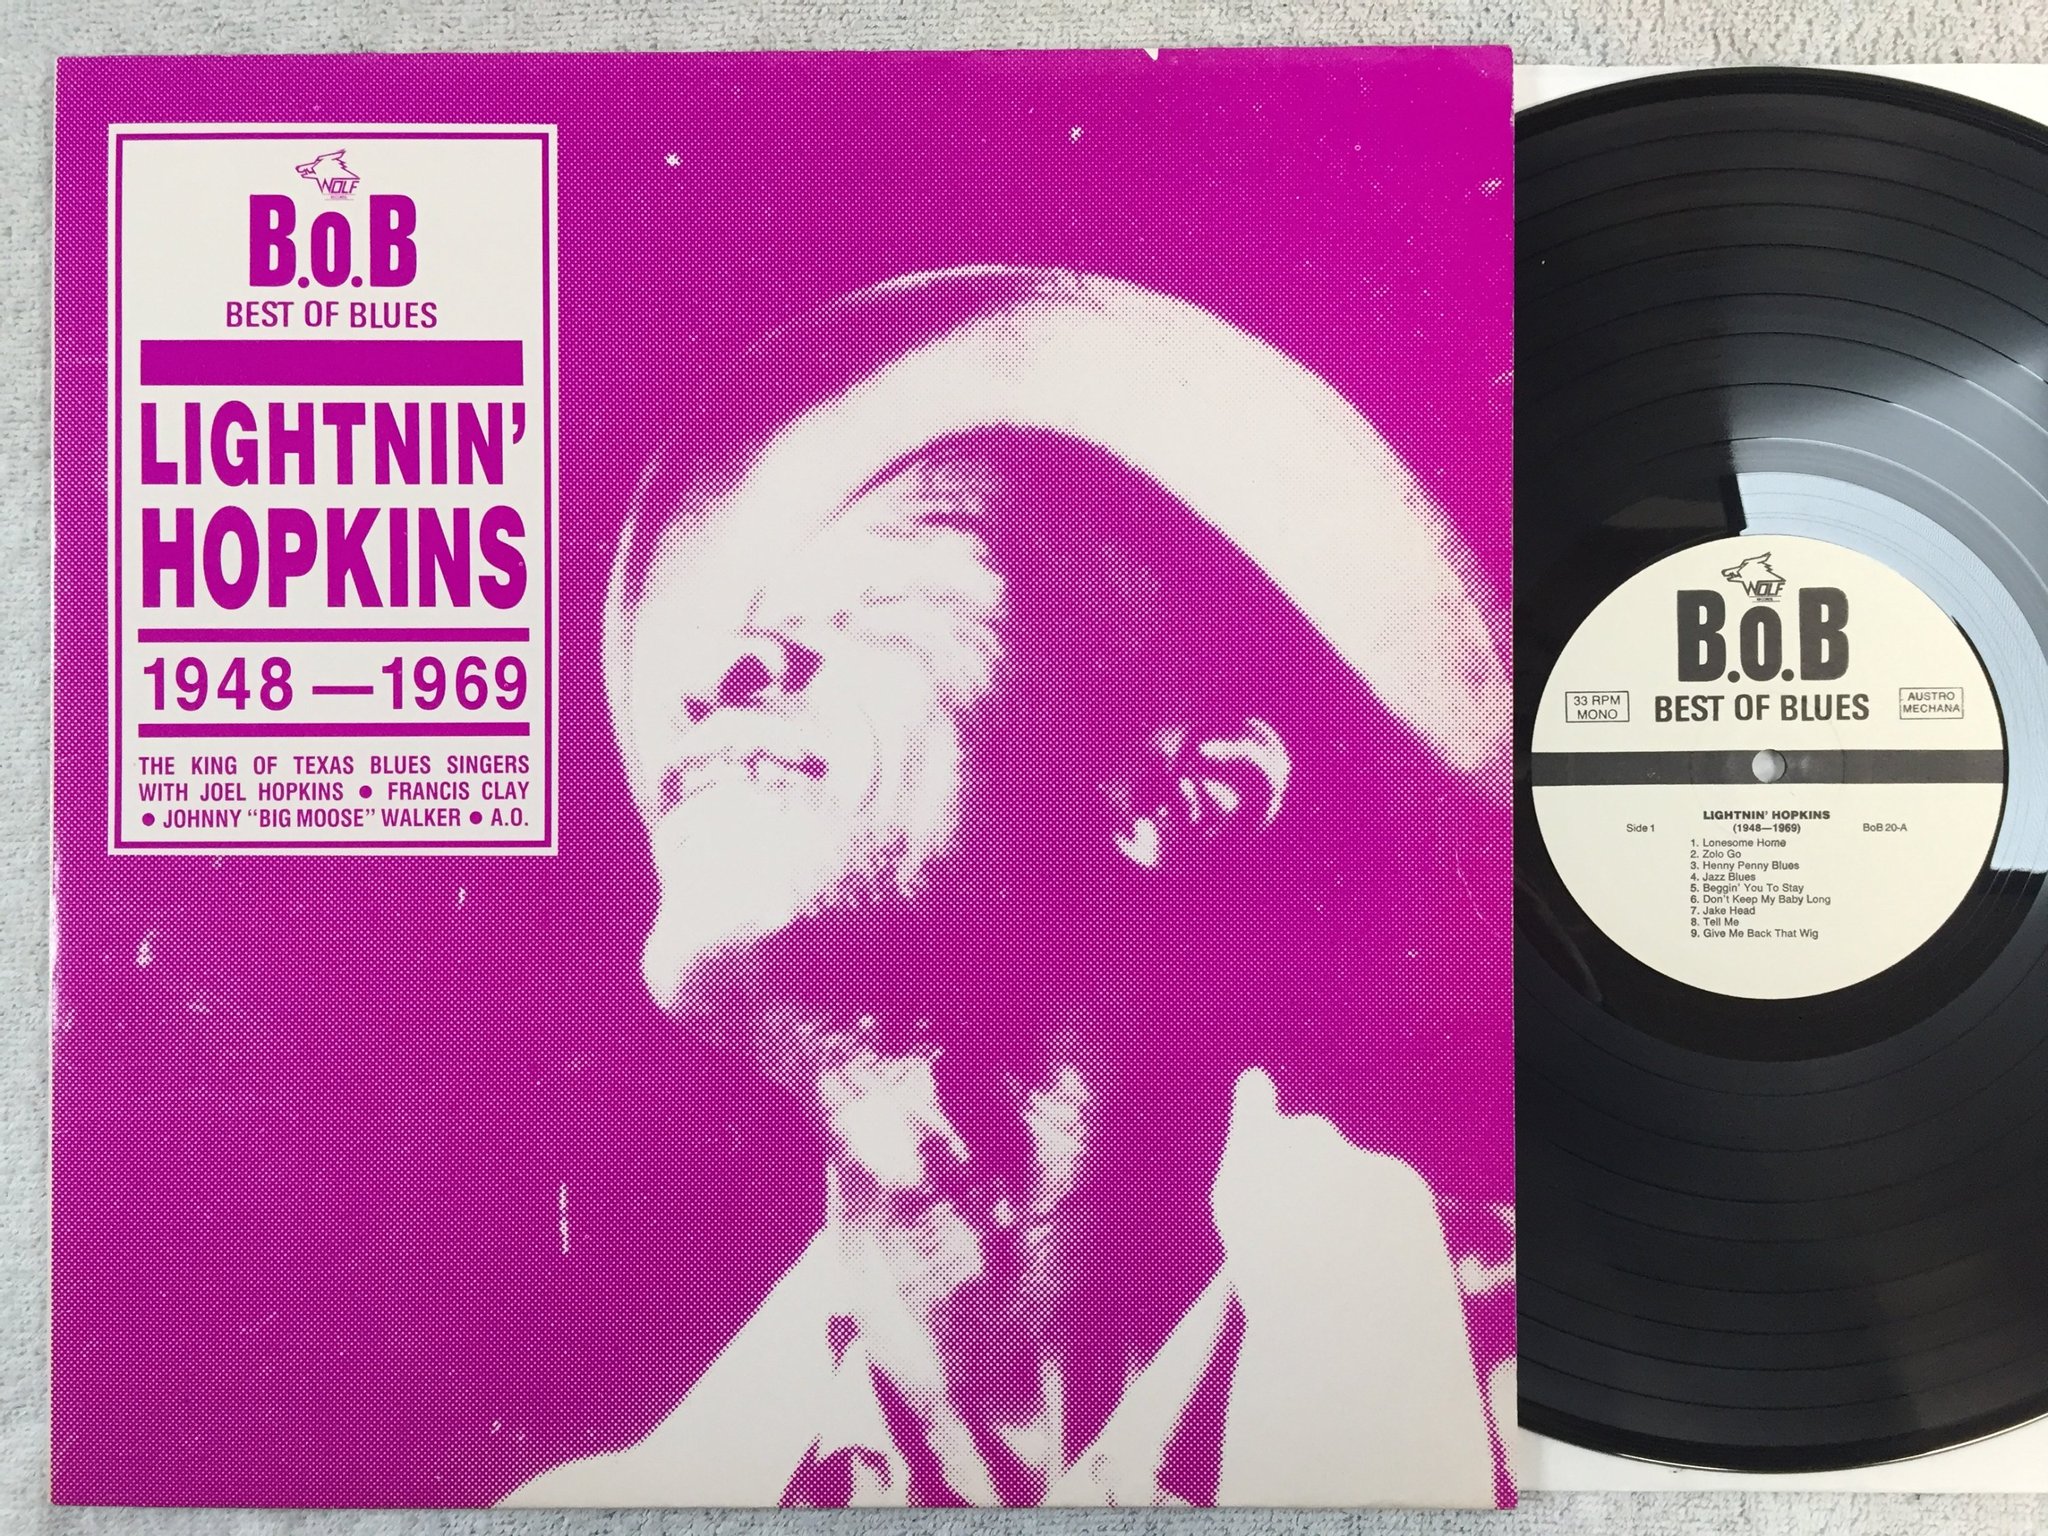 WOLF
RECORDS
B.o.B
BEST OF BLUES
LIGHTNIN'
HOPKINS
1948—1969
THE KING OF TEXAS BLUES SINGERS
WITH JOEL HOPKINS ● FRANCIS CLAY
● JOHNNY "BIG MOOSE" WALKER ● A.O.
WOLF
RECORDS
B.o.B
BEST OF BLUES
33 RPM
MONO
AUSTRO
MECHANA
LIGHTNIN' HOPKINS
(1948—1969)
Side 1
BoB 20-A
1. Lonesome Home
2. Zolo Go
3. Henny Penny Blues
4. Jazz Blues
5. Beggin' You To Stay
6. Don't Keep My Baby Long
7. Jake Head
8. Tell Me
9. Give Me Back That Wig